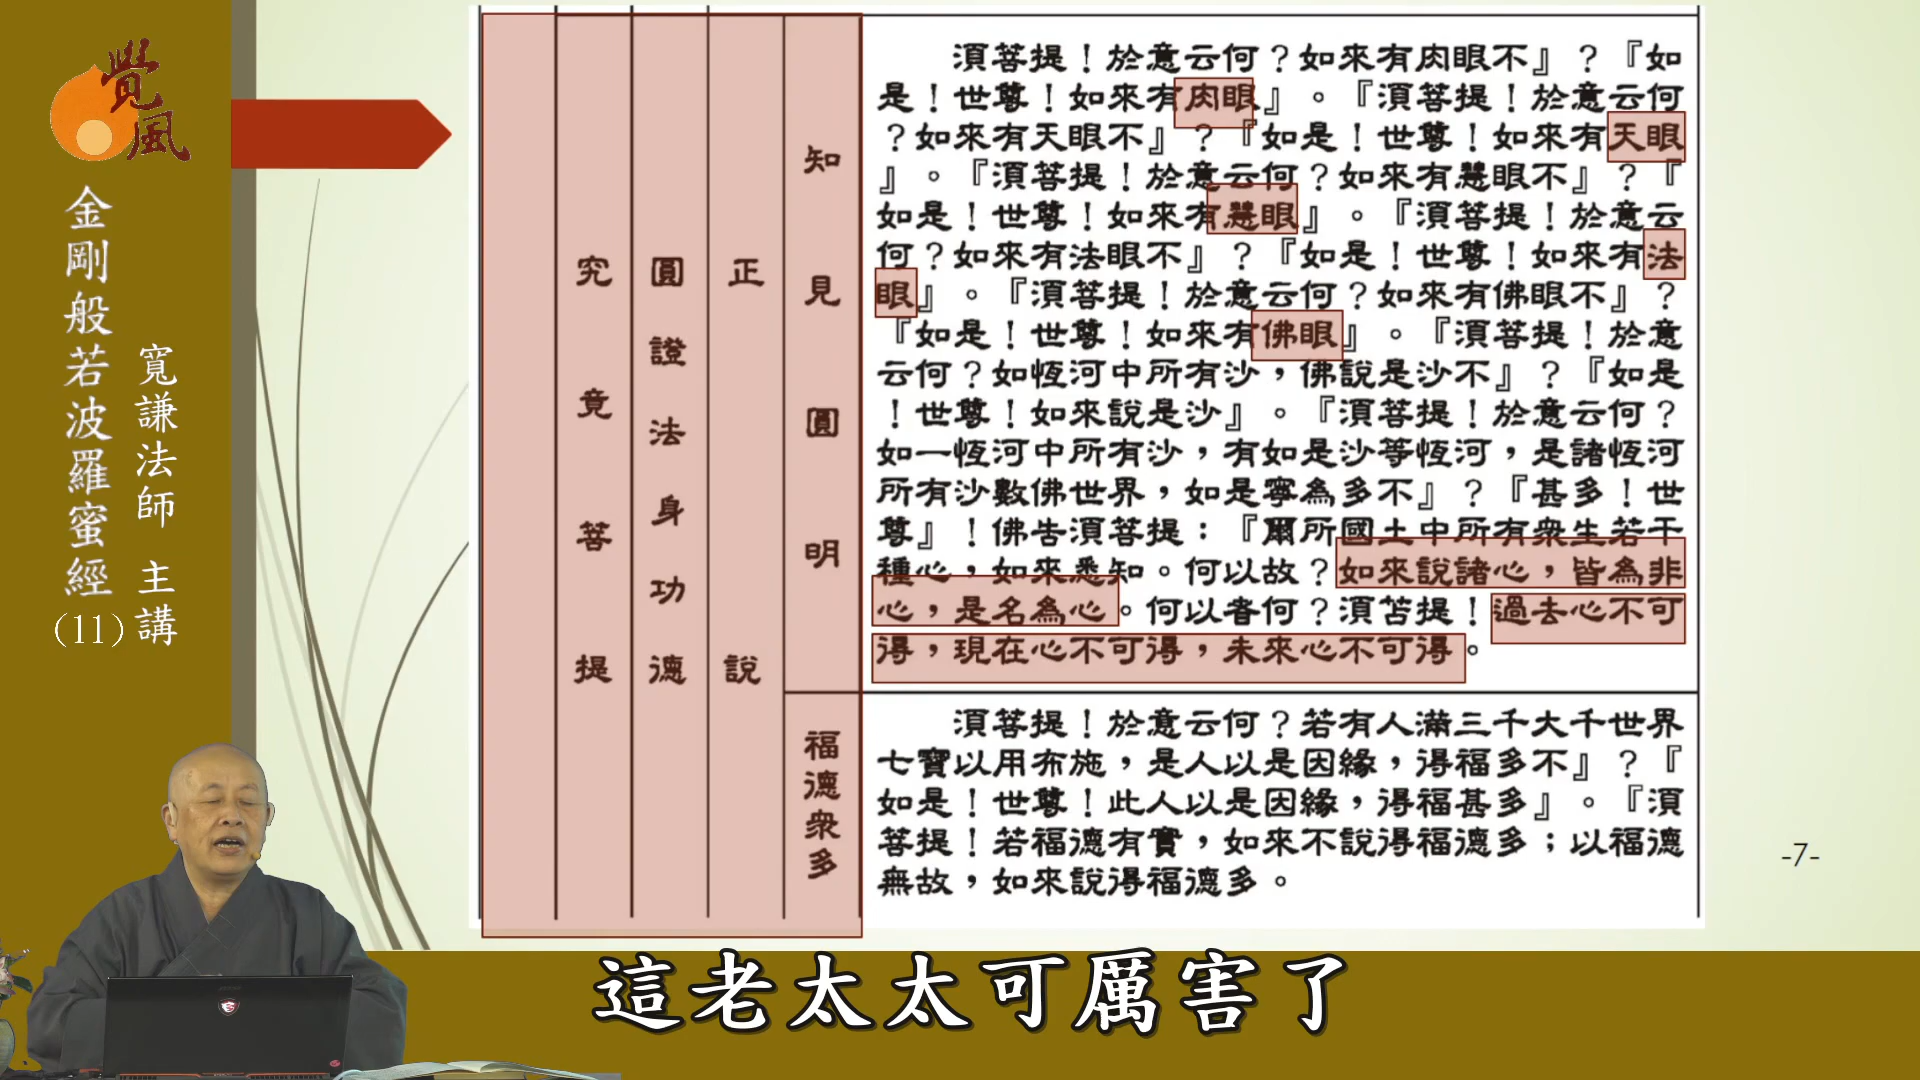 覺風
金剛般若波羅蜜經
(11)
寬謙法師 主講
究竟菩提
圓證法身功德
正說
知見圓明
須菩提！於意云何？如來有肉眼不』？『如
是！世尊！如來有肉眼』。『須菩提！於意云何
？如來有天眼不』？『如是！世尊！如來有天眼
』。『須菩提！於意云何？如來有慧眼不』？『
如是！世尊！如來有慧眼』。『須菩提！於意云
何？如來有法眼不』？『如是！世尊！如來有法
眼』。『須菩提！於意云何？如來有佛眼不』？
『如是！世尊！如來有佛眼』。『須菩提！於意
云何？如恆河中所有沙，佛說是沙不』？『如是
！世尊！如來說是沙』。『須菩提！於意云何？
如一恆河中所有沙，有如是沙等恆河，是諸恆河
所有沙數佛世界，如是寧為多不』？『甚多！世
尊』！佛告須菩提：『爾所國土中所有眾生若干
種心，如來悉知。何以故？如來說諸心，皆為非
心，是名為心。何以者何？須菩提！過去心不可
得，現在心不可得，未來心不可得。
福德眾多
須菩提！於意云何？若有人滿三千大千世界
七寶以用布施，是人以是因緣，得福多不』？『
如是！世尊！此人以是因緣，得福甚多』。『須
菩提！若福德有實，如來不說得福德多；以福德
無故，如來說得福德多。
-7-
這老太太可厲害了